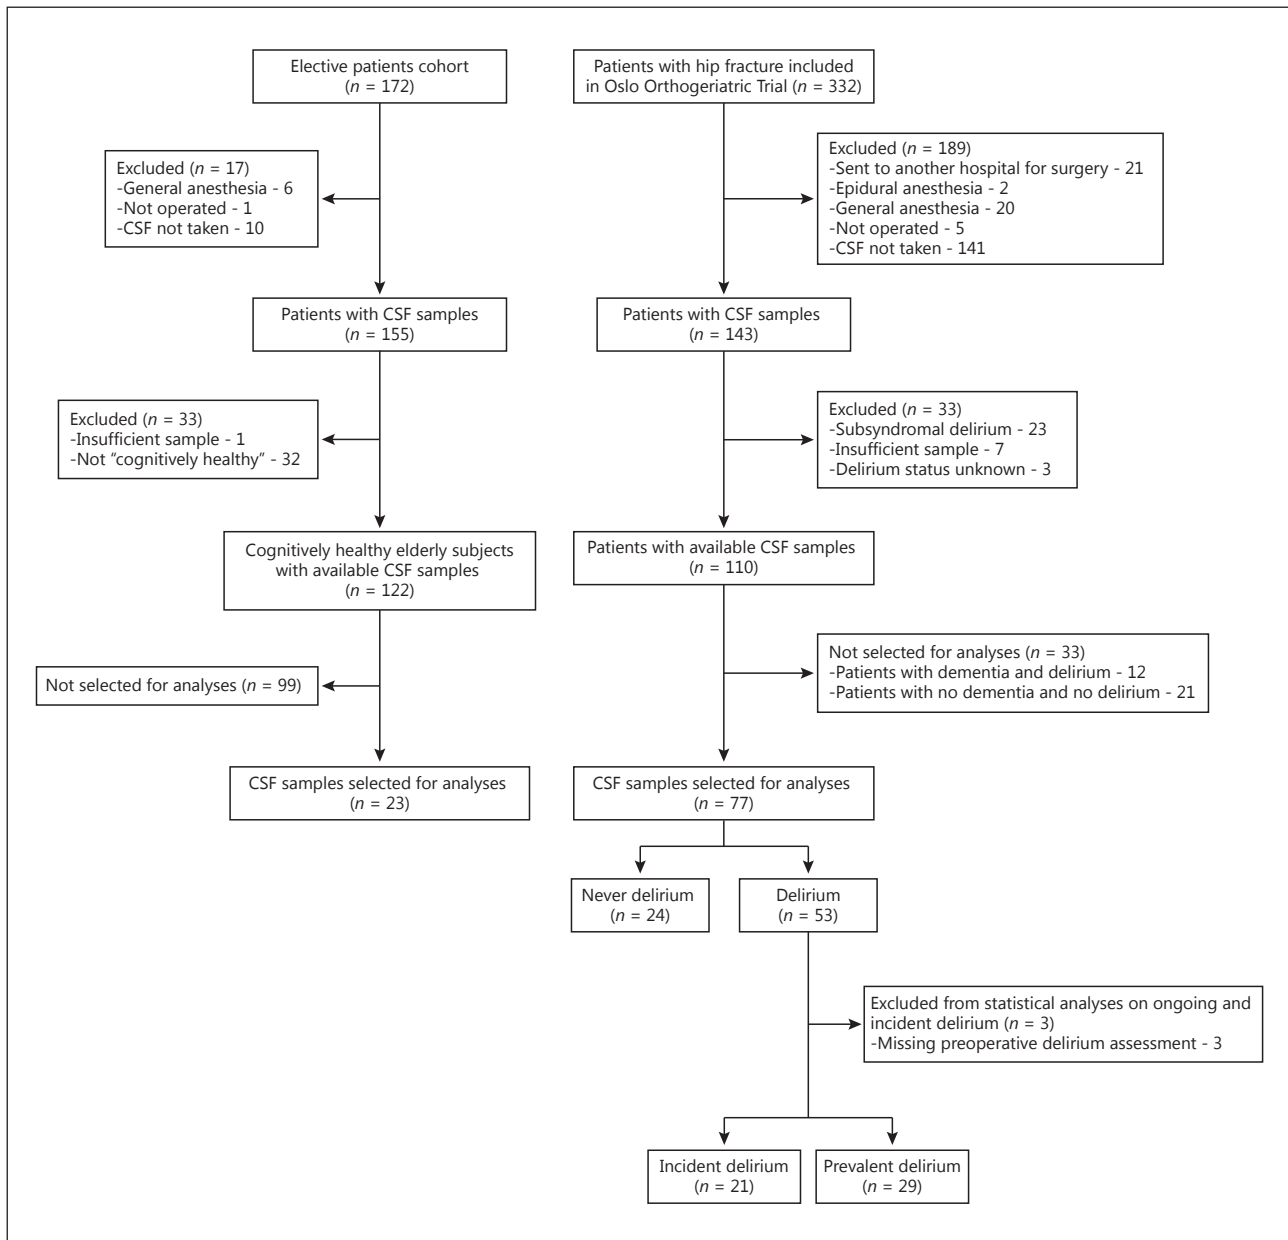 Elective patients cohort
(n = 172)
Patients with hip fracture included
in Oslo Orthogeriatric Trial (n = 332)
Excluded (n = 17)
-General anesthesia - 6
-Not operated - 1
-CSF not taken - 10
Excluded (n = 189)
-Sent to another hospital for surgery - 21
-Epidural anesthesia - 2
-General anesthesia - 20
-Not operated - 5
-CSF not taken - 141
Patients with CSF samples
(n = 155)
Patients with CSF samples
(n = 143)
Excluded (n = 33)
-Insufficient sample - 1
-Not “cognitively healthy” - 32
Excluded (n = 33)
-Subsyndromal delirium - 23
-Insufficient sample - 7
-Delirium status unknown - 3
Cognitively healthy elderly subjects
with available CSF samples
(n = 122)
Patients with available CSF samples
(n = 110)
Not selected for analyses (n = 99)
Not selected for analyses (n = 33)
-Patients with dementia and delirium - 12
-Patients with no dementia and no delirium - 21
CSF samples selected for analyses
(n = 23)
CSF samples selected for analyses
(n = 77)
Never delirium
(n = 24)
Delirium
(n = 53)
Excluded from statistical analyses on ongoing and
incident delirium (n = 3)
-Missing preoperative delirium assessment - 3
Incident delirium
(n = 21)
Prevalent delirium
(n = 29)